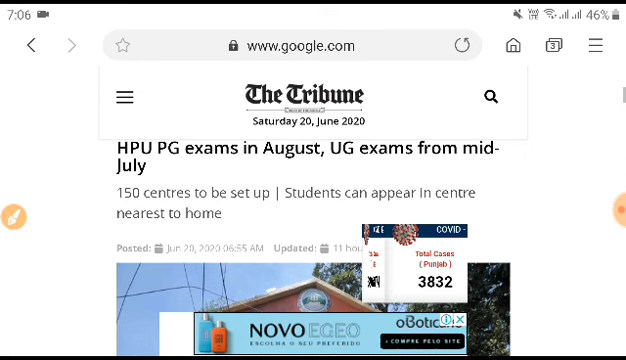 7:06
46%
www.google.com
3
The Tribune
Saturday 20, June 2020
HPU PG exams in August, UG exams from mid-
July
150 centres to be set up | Students can appear in centre
nearest to home
Posted: Jun 20, 2020 06:55 AM Updated: 11 hou
COVID -
Total Cases
( Punjab )
3832
NOVO EGEO
ESCOLHA O SEU PREFERIDO
oBoticário
COMPRE PELO SITE